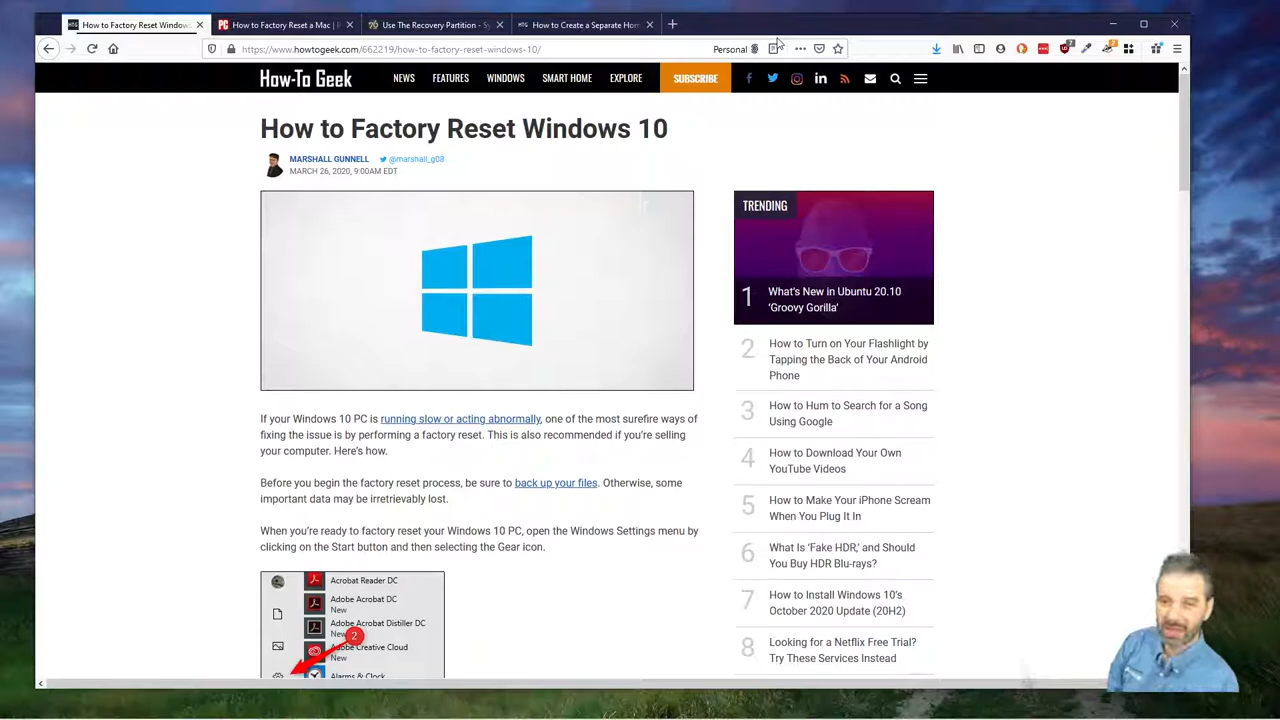 How to Factory Reset Windows
How to Factory Reset a Mac |
Use The Recovery Partition - Sy
How to Create a Separate Hom
https://www.howtogeek.com/662219/how-to-factory-reset-windows-10/
Personal
How-To Geek
NEWS
FEATURES
WINDOWS
SMART HOME
EXPLORE
SUBSCRIBE
How to Factory Reset Windows 10
MARSHALL GUNNELL
@marshall_g08
MARCH 26, 2020, 9:00AM EDT
If your Windows 10 PC is running slow or acting abnormally, one of the most surefire ways of
fixing the issue is by performing a factory reset. This is also recommended if you're selling
your computer. Here's how.
Before you begin the factory reset process, be sure to back up your files. Otherwise, some
important data may be irretrievably lost.
When you're ready to factory reset your Windows 10 PC, open the Windows Settings menu by
clicking on the Start button and then selecting the Gear icon.
Acrobat Reader DC
Adobe Acrobat DC
New
Adobe Acrobat Distiller DC
New
2
Adobe Creative Cloud
New
Alarms & Clock
TRENDING
1
What's New in Ubuntu 20.10
'Groovy Gorilla'
2
How to Turn on Your Flashlight by
Tapping the Back of Your Android
Phone
3
How to Hum to Search for a Song
Using Google
4
How to Download Your Own
YouTube Videos
5
How to Make Your iPhone Scream
When You Plug It In
6
What Is 'Fake HDR,' and Should
You Buy HDR Blu-rays?
7
How to Install Windows 10's
October 2020 Update (20H2)
8
Looking for a Netflix Free Trial?
Try These Services Instead